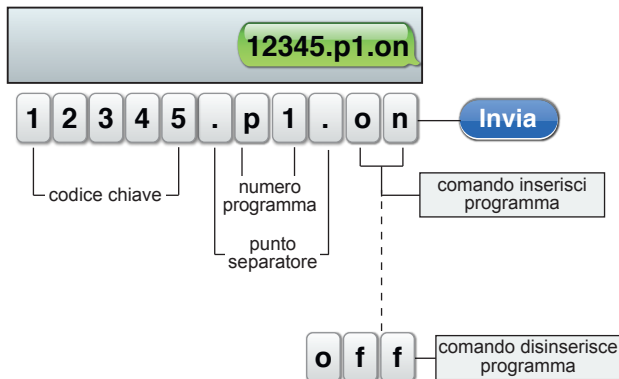 12345.p1.on
1 2 3 4 5 . p 1 . o n
Invia
codice chiave
numero
programma
comando inserisci
programma
punto
separatore
o f f
comando disinserisce
programma